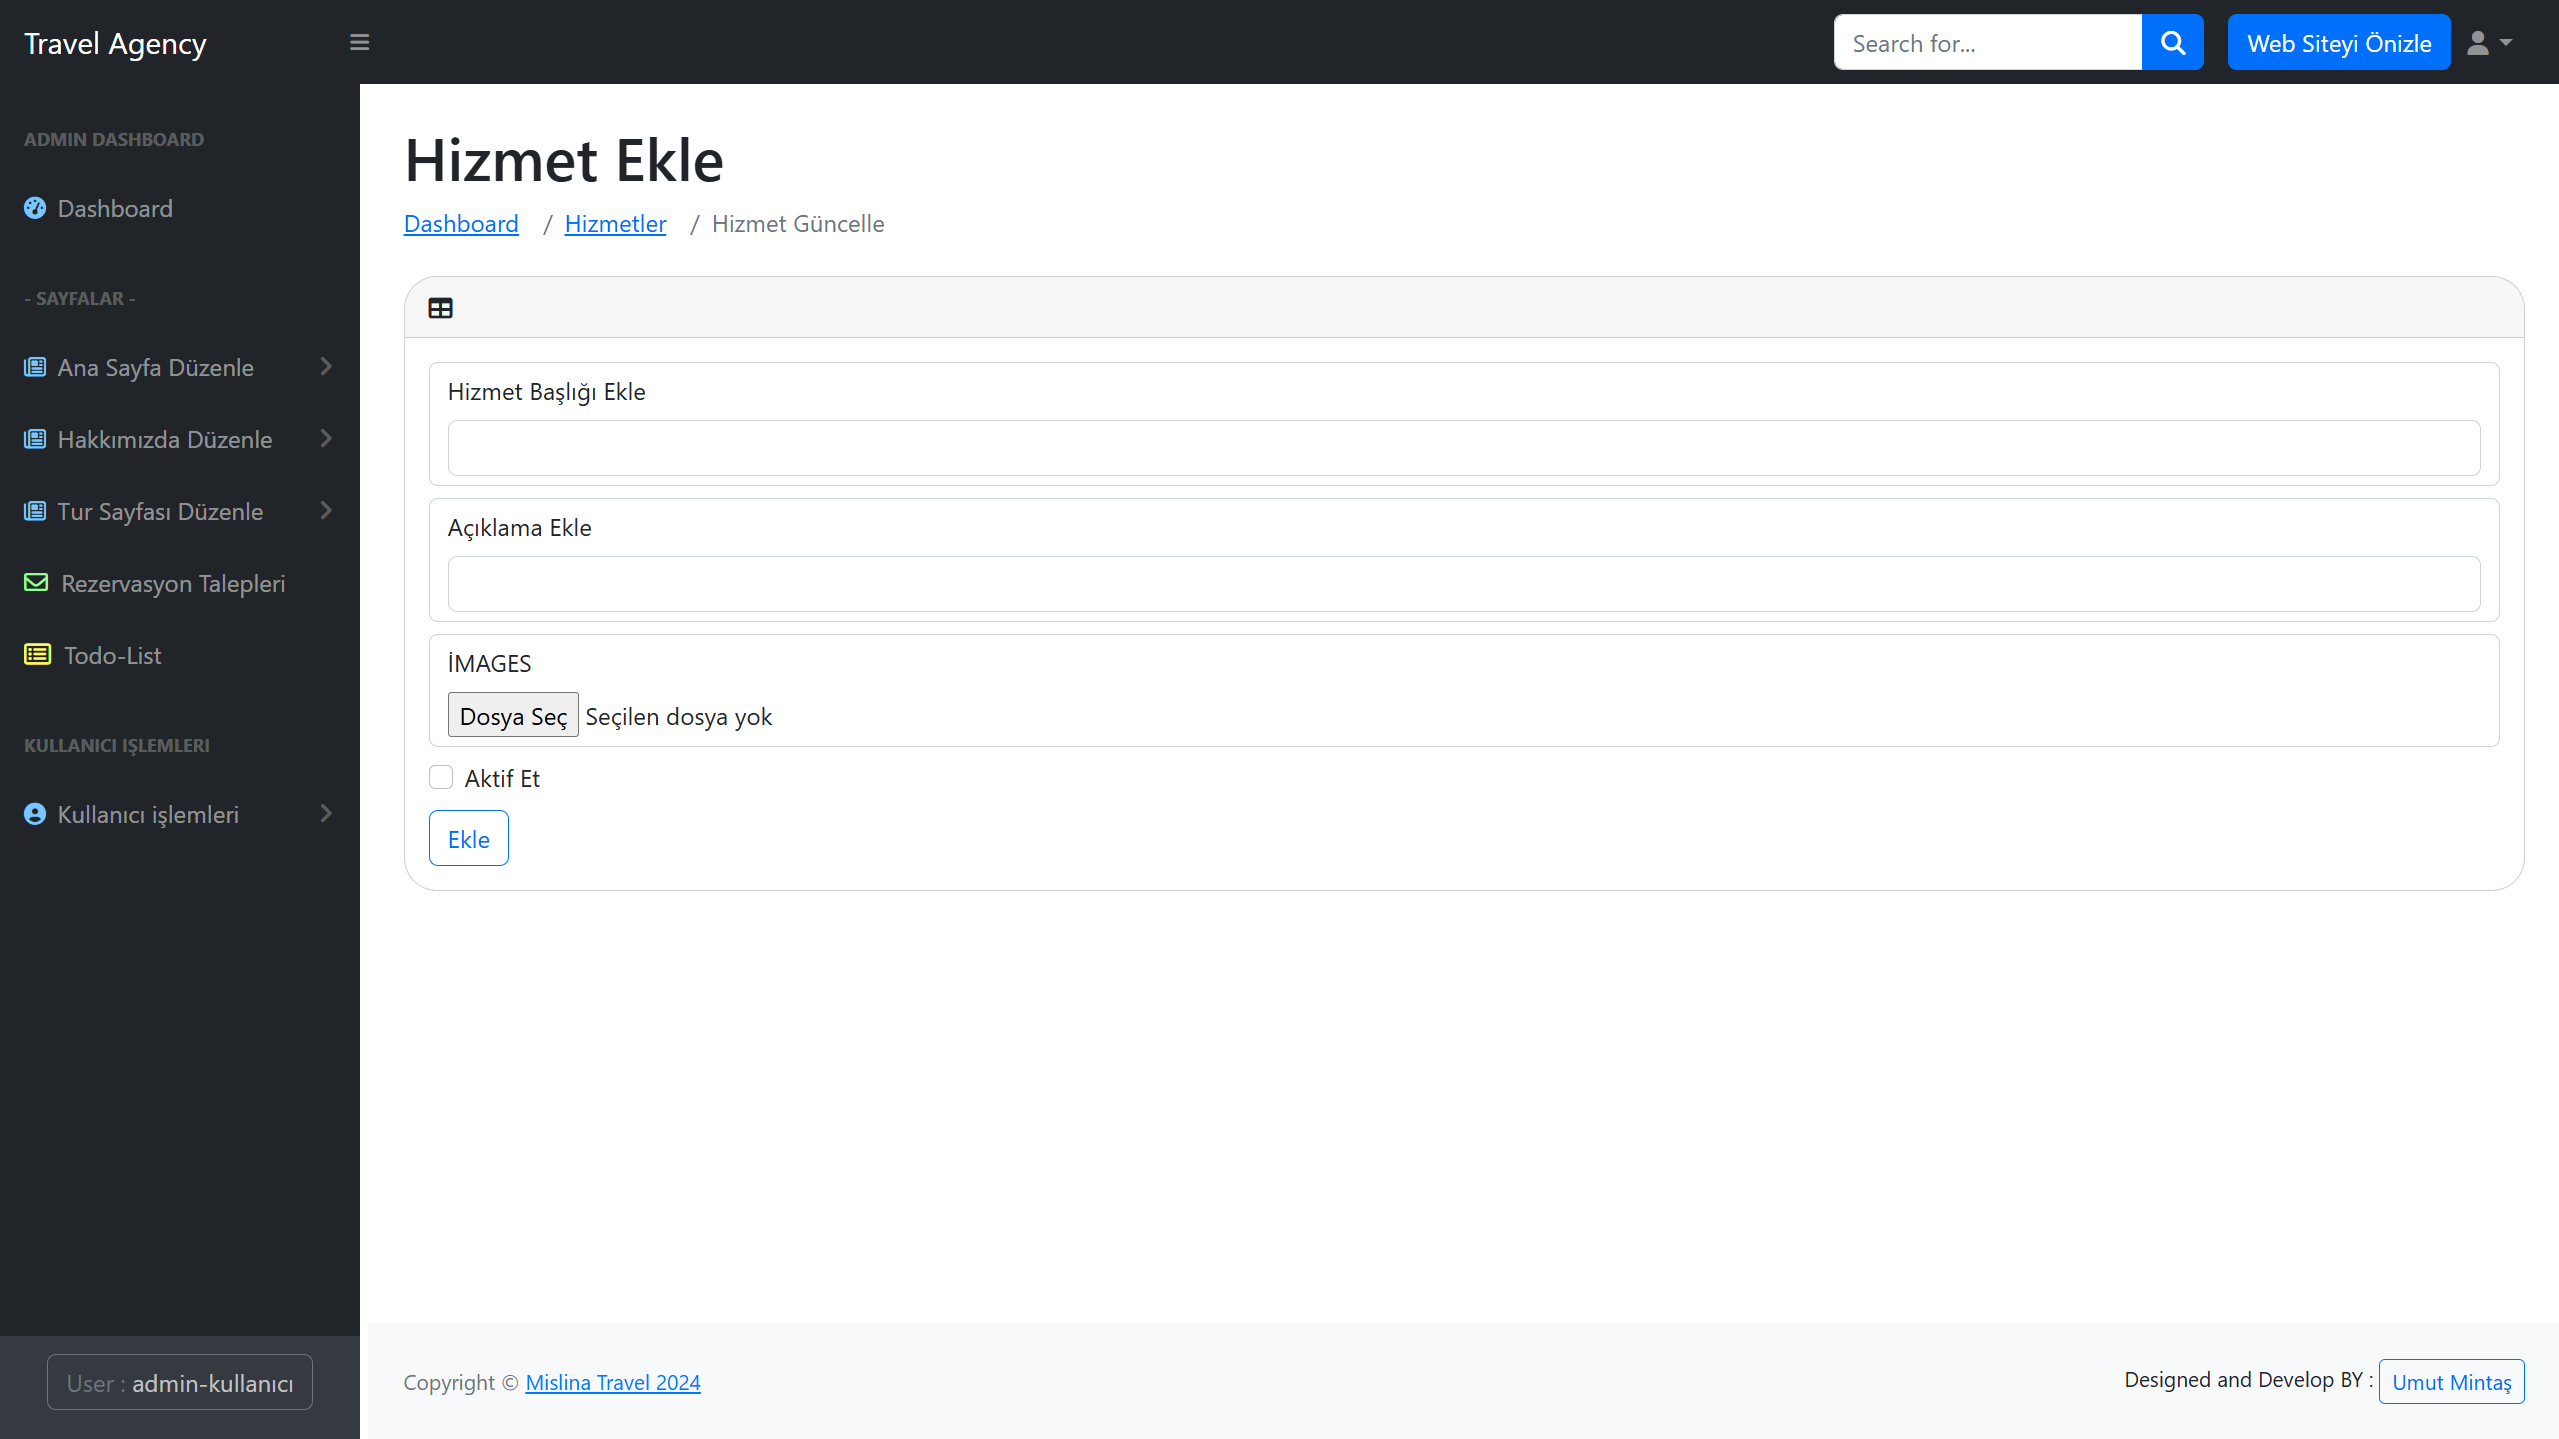 Travel Agency
Search for...
Web Siteyi Önizle
ADMIN DASHBOARD
Dashboard
- SAYFALAR -
Ana Sayfa Düzenle
Hakkımızda Düzenle
Tur Sayfası Düzenle
Rezervasyon Talepleri
Todo-List
KULLANICI IŞLEMLERI
Kullanıcı işlemleri
User : admin-kullanıcı
Hizmet Ekle
Dashboard / Hizmetler / Hizmet Güncelle
Hizmet Başlığı Ekle
Açıklama Ekle
İMAGES
Dosya Seç Seçilen dosya yok
Aktif Et
Ekle
Copyright © Mislina Travel 2024
Designed and Develop BY : Umut Mintaş